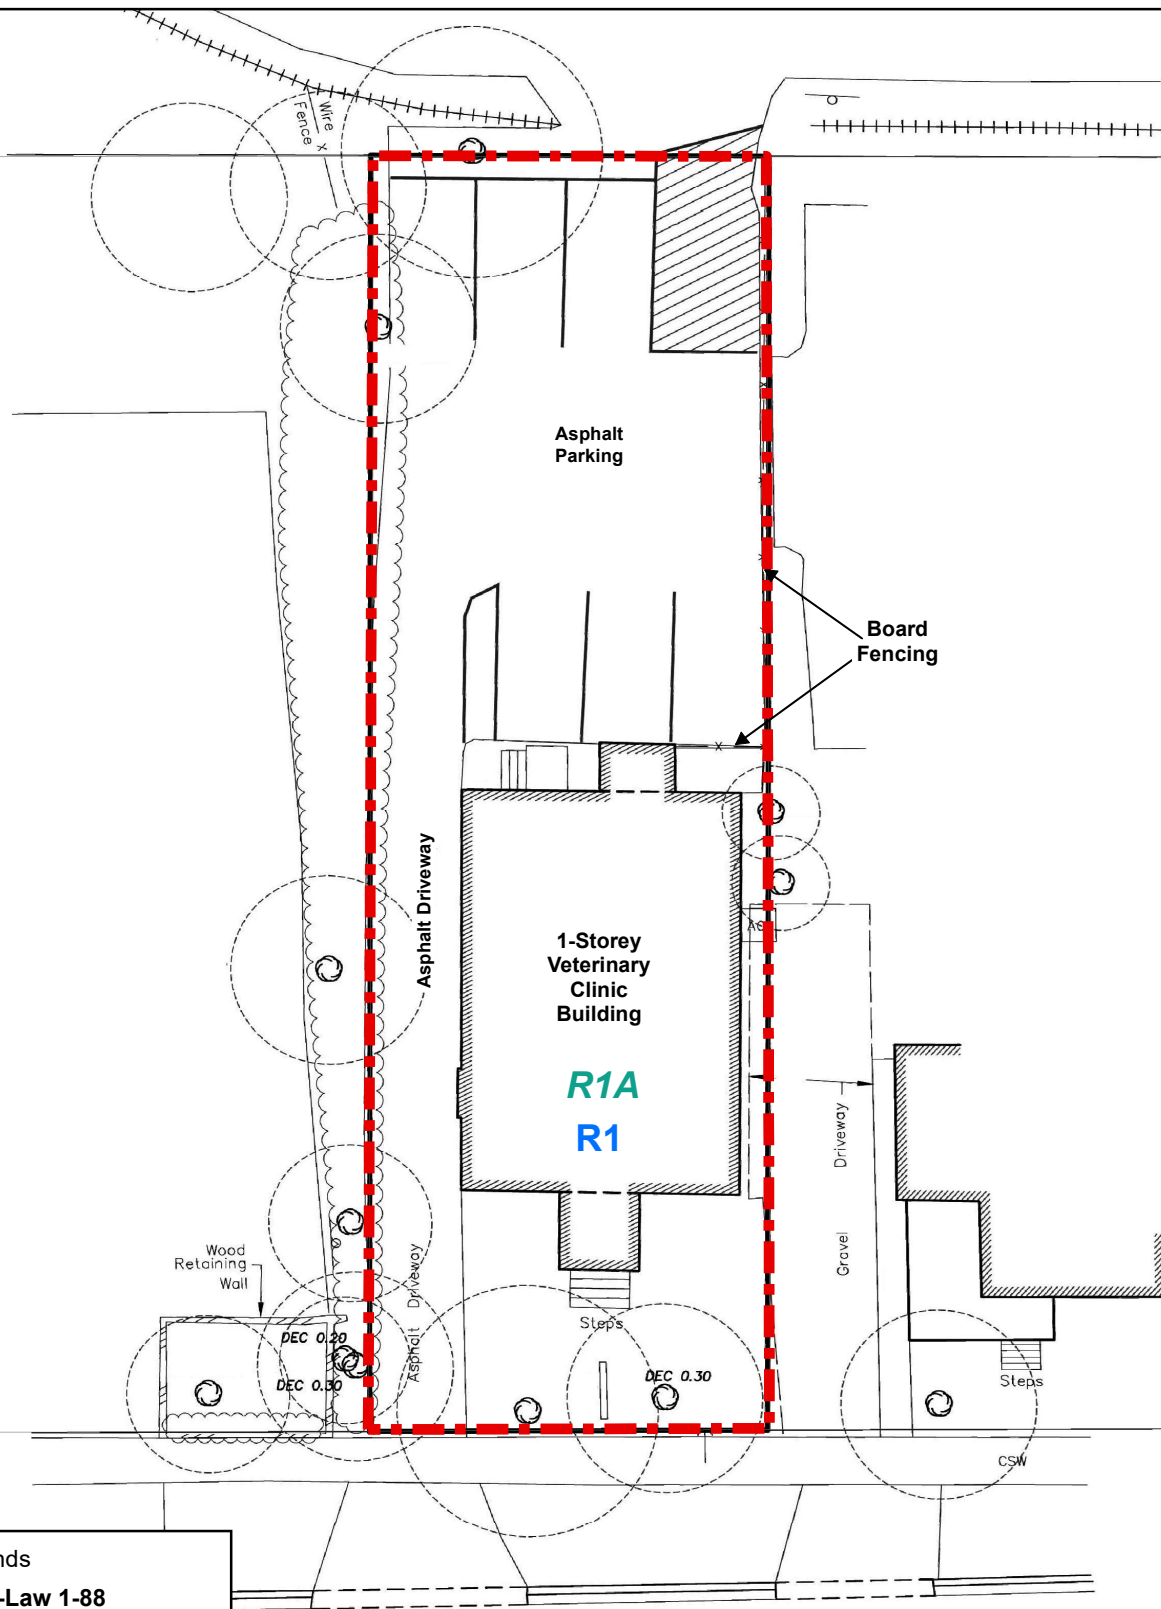 Wire
Fence
Asphalt
Parking
Board
Fencing
Asphalt Driveway
AC
1-Storey
Veterinary
Clinic
Building
R1A
R1
Gravel Driveway
Wood
Retaining
Wall
Asphalt Driveway
DEC 0.20
DEC 0.30
Steps
DEC 0.30
Steps
CSW
nds
-Law 1-88